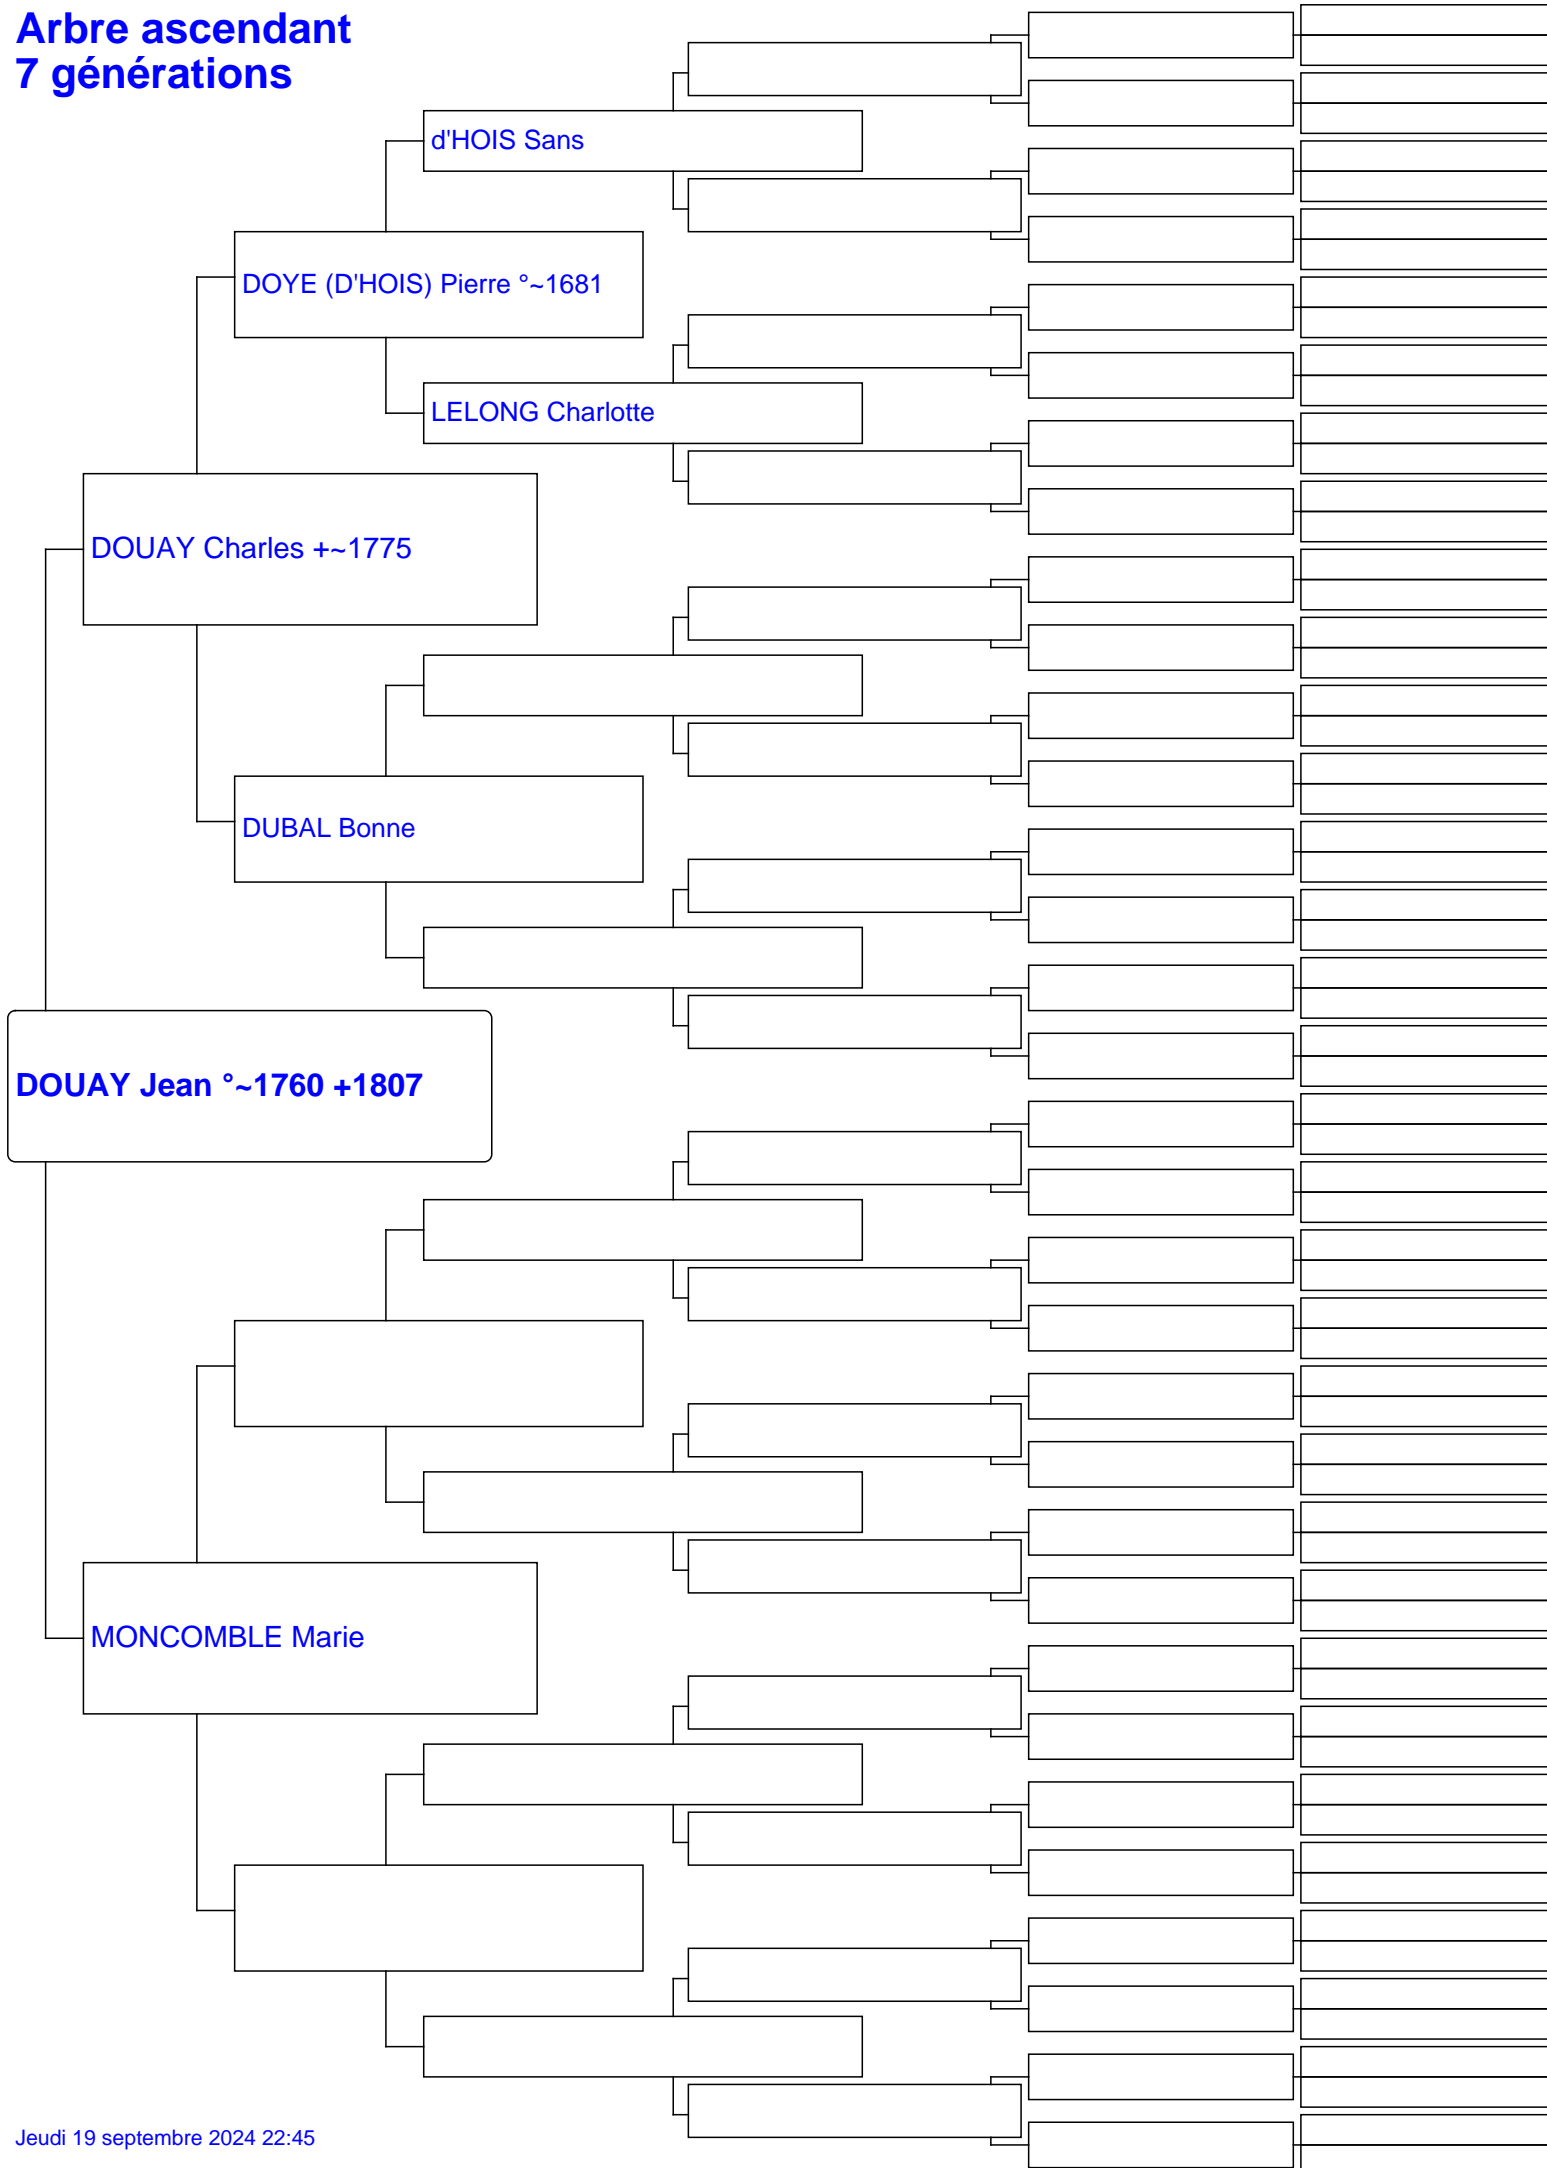 Arbre ascendant
7 générations
d'HOIS Sans
DOYE (D'HOIS) Pierre °~1681
LELONG Charlotte
DOUAY Charles +~1775
DUBAL Bonne
DOUAY Jean °~1760 +1807
MONCOMBLE Marie
Jeudi 19 septembre 2024 22:45